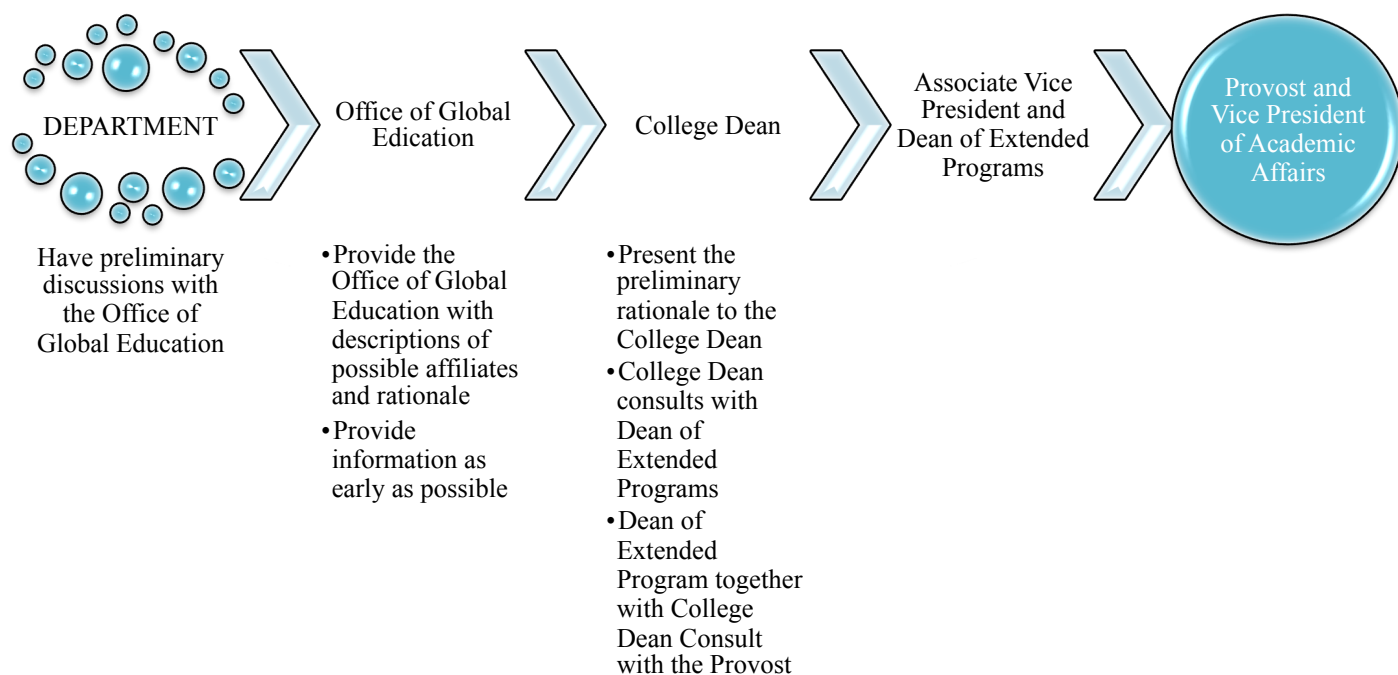 DEPARTMENT
Have preliminary
discussions with
the Office of
Global Education
Office of Global
Edication
•Provide the
Office of Global
Education with
descriptions of
possible affiliates
and rationale
•Provide
information as
early as possible
College Dean
•Present the
preliminary
rationale to the
College Dean
•College Dean
consults with
Dean of
Extended
Programs
•Dean of
Extended
Program together
with College
Dean Consult
with the Provost
Associate Vice
President and
Dean of Extended
Programs
Provost and
Vice President
of Academic
Affairs